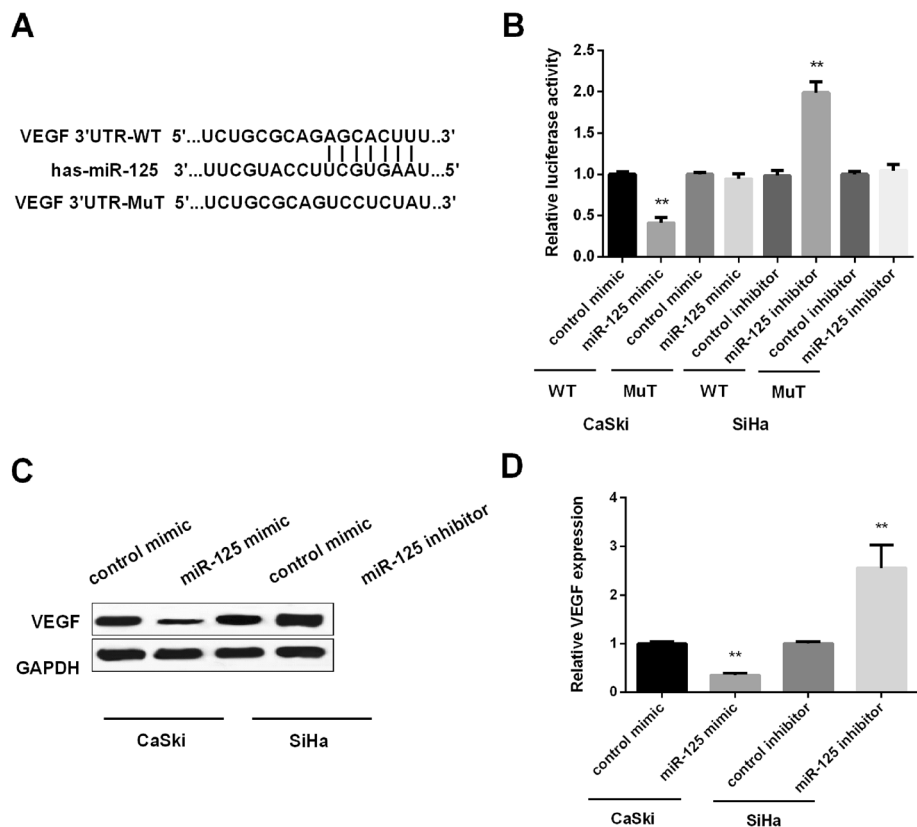 A
VEGF 3'UTR-WT 5'...UCUGCGCAGAGCACUUU..3'
has-miR-125 3'...UUCGUACCUUCGUGAAU...5'
VEGF 3'UTR-MuT 5'...UCUGCGCAGUCCUCUAU..3'
B
Relative luciferase activity
2.5
2.0
1.5
1.0
0.5
0.0
**
**
control mimic
miR-125 mimic
control mimic
miR-125 mimic
control inhibitor
miR-125 inhibitor
control inhibitor
miR-125 inhibitor
WT
MuT
WT
MuT
CaSki
SiHa
C
control mimic
miR-125 mimic
control mimic
miR-125 inhibitor
VEGF
GAPDH
CaSki
SiHa
D
Relative VEGF expression
4
3
2
1
0
**
**
control mimic
miR-125 mimic
control inhibitor
miR-125 inhibitor
CaSki
SiHa